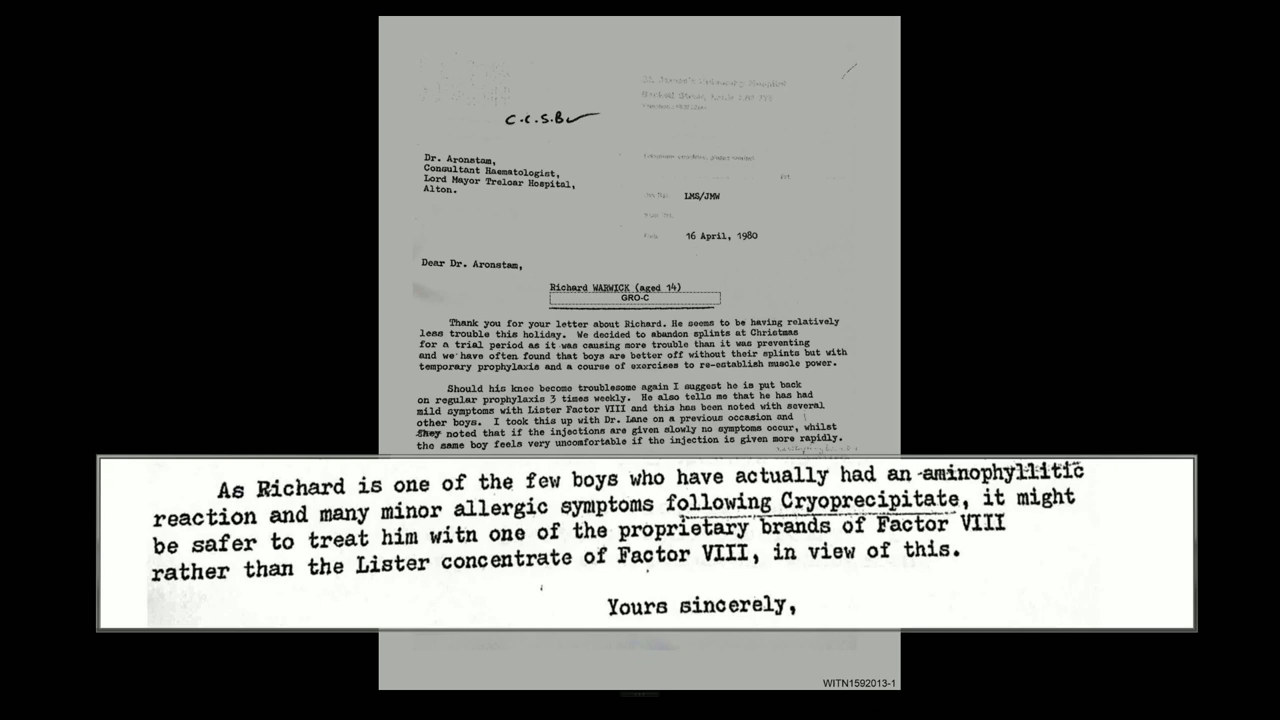 C.C.S.B
Dr. Aronstam,
Consultant Haematologist,
Lord Mayor Treloar Hospital,
Alton.
LMS/JMW
16 April, 1980
Dear Dr. Aronstam,
Richard WARWICK (aged 14)
GRO-C
Thank you for your letter about Richard. He seems to be having relatively
less trouble this holiday. We decided to abandon splints at Christmas
for a trial period as it was causing more trouble than it was preventing
and we have often found that boys are better off without their splints but with
temporary prophylaxis and a course of exercises to re-establish muscle power.
Should his knee become troublesome again I suggest he is put back
on regular prophylaxis 3 times weekly. He also tells me that he has had
mild symptoms with Lister Factor VIII and this has been noted with several
other boys. I took this up with Dr. Lane on a previous occasion and
they noted that if the injections are given slowly no symptoms occur, whilst
the same boy feels very uncomfortable if the injection is given more rapidly.
As Richard is one of the few boys who have actually had an aminophyllitic
reaction and many minor allergic symptoms following Cryoprecipitate, it might
be safer to treat him witn one of the proprietary brands of Factor VIII
rather than the Lister concentrate of Factor VIII, in view of this.
Yours sincerely,
WITN1592013-1